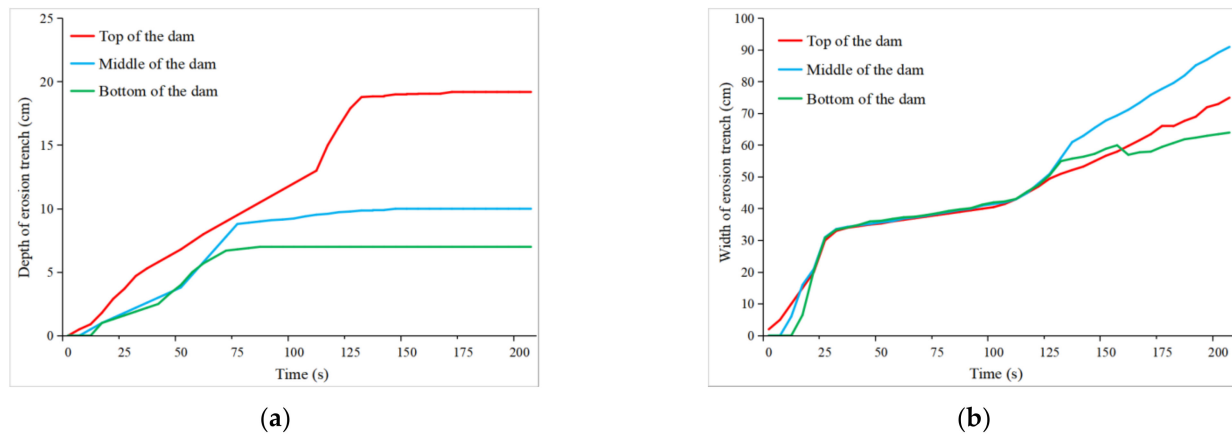 25
20
15
10
5
0
Depth of erosion trench (cm)
Top of the dam
Middle of the dam
Bottom of the dam
0 25 50 75 100 125 150 175 200
Time (s)
(a)
100
90
80
70
60
50
40
30
20
10
0
Width of erosion trench (cm)
Top of the dam
Middle of the dam
Bottom of the dam
0 25 50 75 100 125 150 175 200
Time (s)
(b)